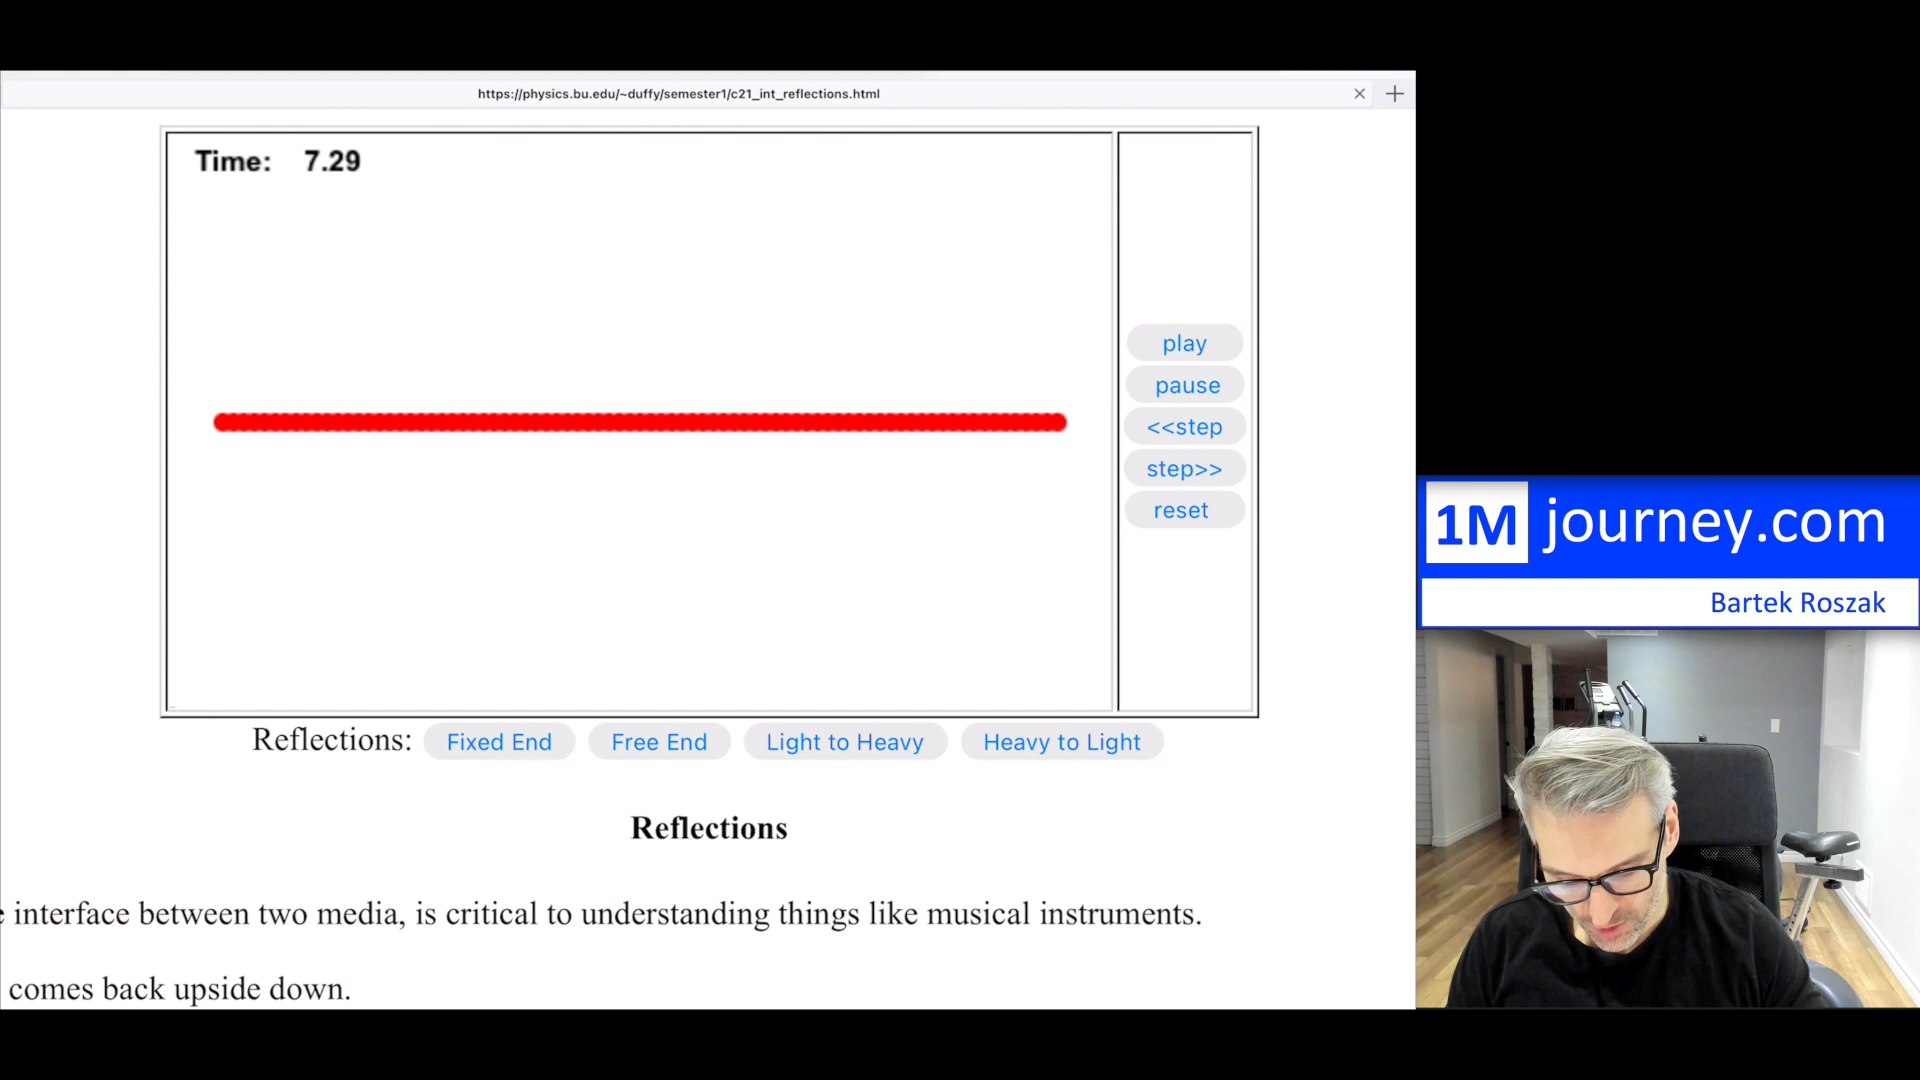 https://physics.bu.edu/~duffy/semester1/c21_int_reflections.html
Time: 7.29
play
pause
<<step
step>>
reset
Reflections: Fixed End Free End Light to Heavy Heavy to Light
Reflections
interface between two media, is critical to understanding things like musical instruments.
comes back upside down.
1M journey.com
Bartek Roszak